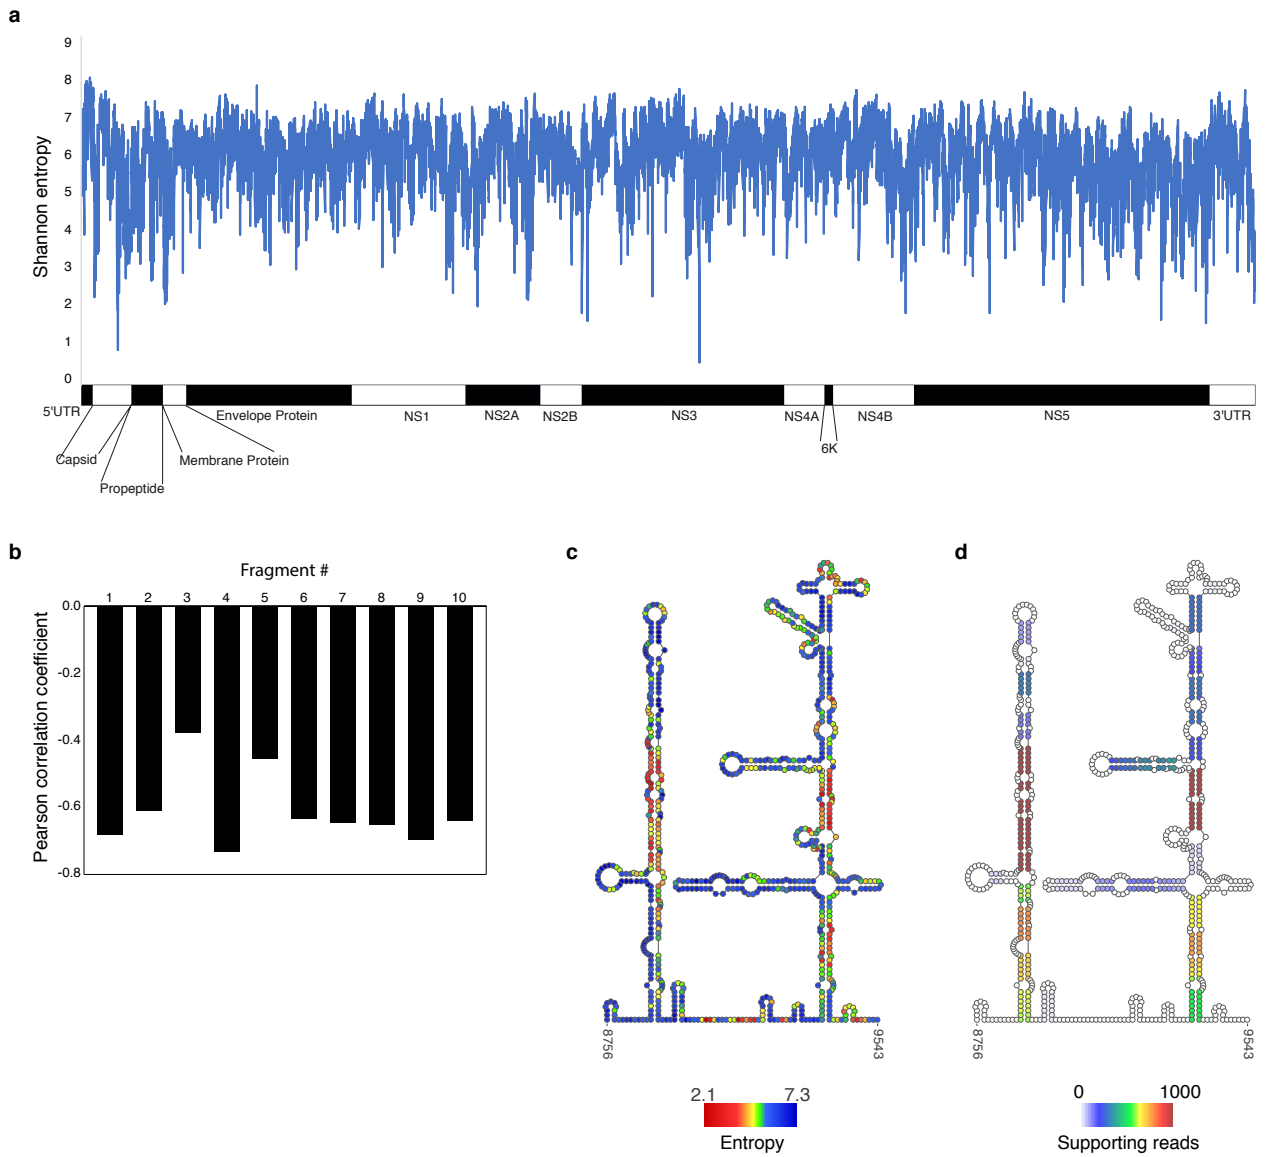 a
Shannon entropy
9
8
7
6
5
4
3
2
1
0
5'UTR
Envelope Protein
NS1
NS2A
NS2B
NS3
NS4A
NS4B
NS5
3'UTR
6K
Capsid
Membrane Protein
Propeptide
b
Fragment #
1 2 3 4 5 6 7 8 9 10
Pearson correlation coefficient
0.0
-0.2
-0.4
-0.6
-0.8
c
8756
9543
2.1 7.3
Entropy
d
8756
9543
0 1000
Supporting reads